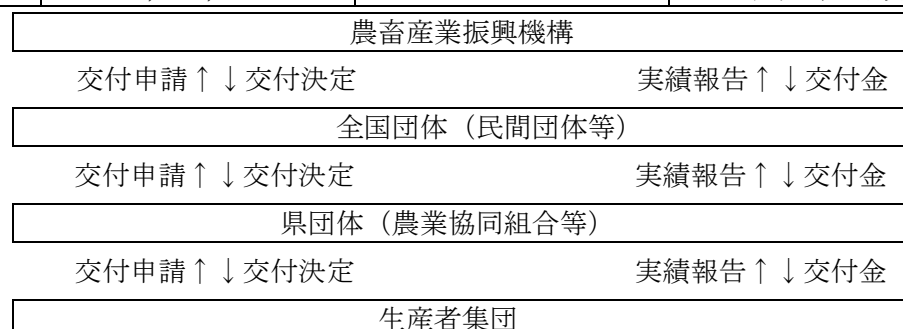 農畜産業振興機構
交付申請↑↓交付決定 実績報告↑↓交付金
全国団体（民間団体等）
交付申請↑↓交付決定 実績報告↑↓交付金
県団体（農業協同組合等）
交付申請↑↓交付決定 実績報告↑↓交付金
生産者集団